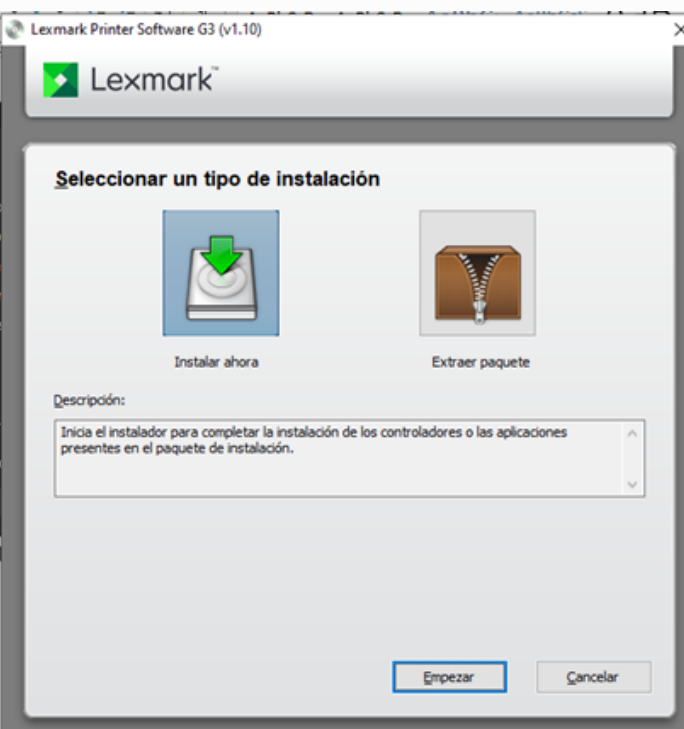 Lexmark Printer Software G3 (v1.10)
Lexmark™
Seleccionar un tipo de instalación
Instalar ahora
Extraer paquete
Descripción:
Inicia el instalador para completar la instalación de los controladores o las aplicaciones
presentes en el paquete de instalación.
Empezar
Cancelar